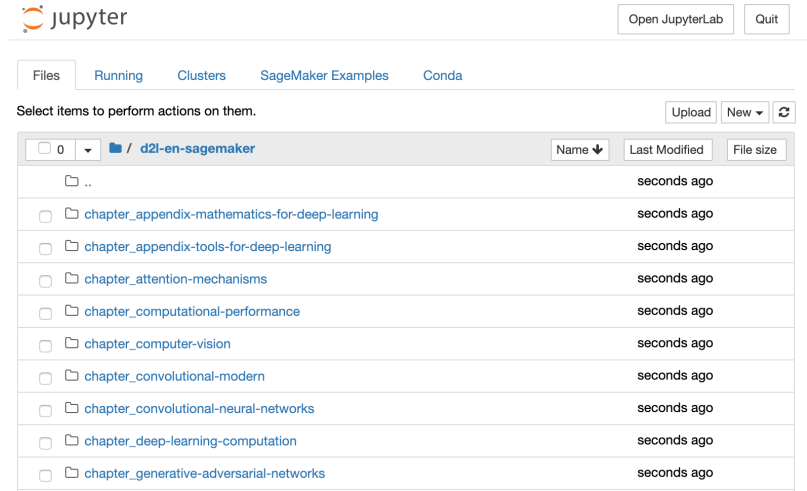 jupyter
Open JupyterLab Quit
Files Running Clusters SageMaker Examples Conda
Select items to perform actions on them.
Upload New
0 / d2l-en-sagemaker Name Last Modified File size
.. seconds ago
chapter_appendix-mathematics-for-deep-learning seconds ago
chapter_appendix-tools-for-deep-learning seconds ago
chapter_attention-mechanisms seconds ago
chapter_computational-performance seconds ago
chapter_computer-vision seconds ago
chapter_convolutional-modern seconds ago
chapter_convolutional-neural-networks seconds ago
chapter_deep-learning-computation seconds ago
chapter_generative-adversarial-networks seconds ago